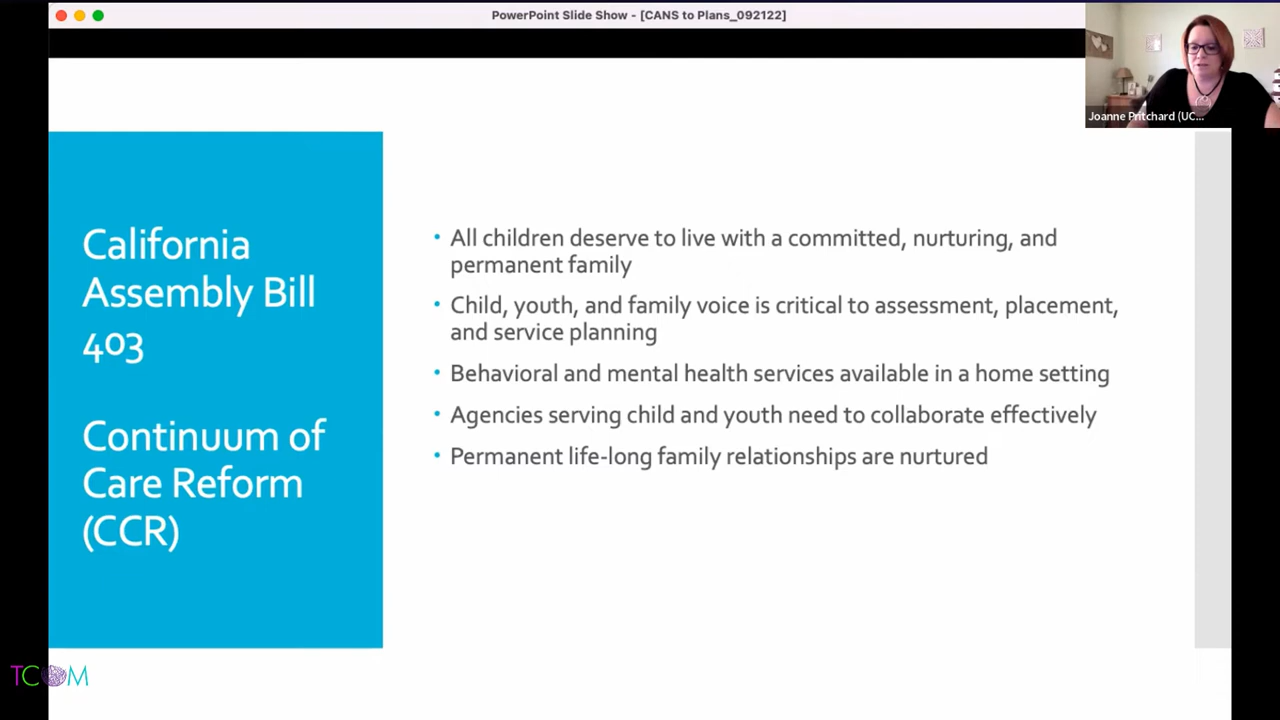 PowerPoint Slide Show - [CANS to Plans_092122]
Joanne Pritchard (UC...
California
Assembly Bill
403
Continuum of
Care Reform
(CCR)
• All children deserve to live with a committed, nurturing, and
permanent family
• Child, youth, and family voice is critical to assessment, placement,
and service planning
• Behavioral and mental health services available in a home setting
• Agencies serving child and youth need to collaborate effectively
• Permanent life-long family relationships are nurtured
TCOM